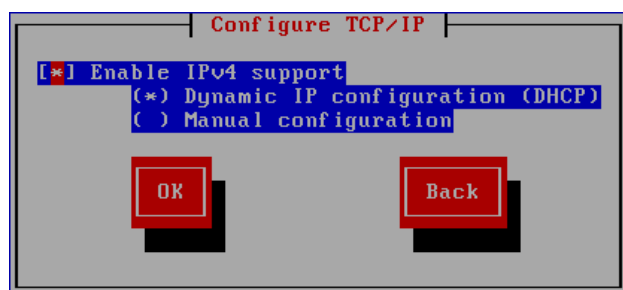 Configure TCP/IP
[*] Enable IPv4 support
(*) Dynamic IP configuration (DHCP)
( ) Manual configuration
OK Back